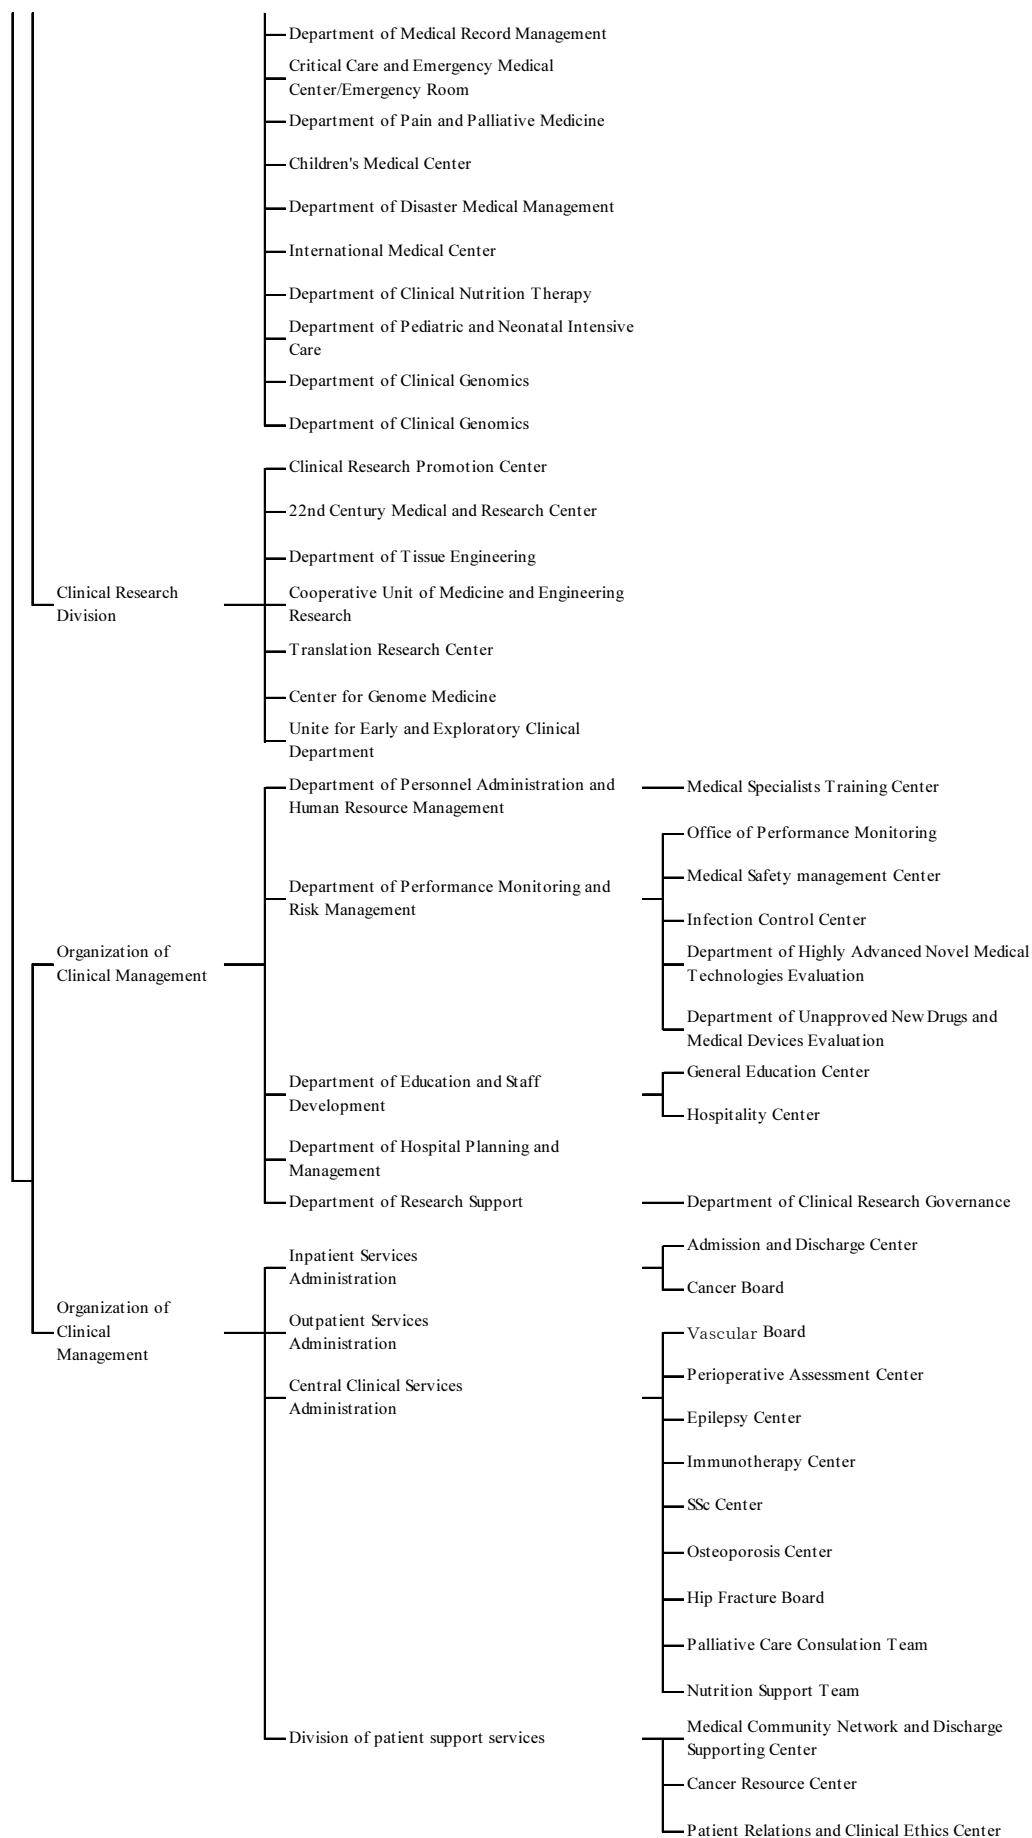 Department of Medical Record Management
Critical Care and Emergency Medical
Center/Emergency Room
Department of Pain and Palliative Medicine
Children's Medical Center
Department of Disaster Medical Management
International Medical Center
Department of Clinical Nutrition Therapy
Department of Pediatric and Neonatal Intensive
Care
Department of Clinical Genomics
Department of Clinical Genomics
Clinical Research
Division
Clinical Research Promotion Center
22nd Century Medical and Research Center
Department of Tissue Engineering
Cooperative Unit of Medicine and Engineering
Research
Translation Research Center
Center for Genome Medicine
Unite for Early and Exploratory Clinical
Department
Organization of
Clinical Management
Department of Personnel Administration and
Human Resource Management
Medical Specialists Training Center
Department of Performance Monitoring and
Risk Management
Office of Performance Monitoring
Medical Safety management Center
Infection Control Center
Department of Highly Advanced Novel Medical
Technologies Evaluation
Department of Unapproved New Drugs and
Medical Devices Evaluation
Department of Education and Staff
Development
General Education Center
Hospitality Center
Department of Hospital Planning and
Management
Department of Research Support
Department of Clinical Research Governance
Organization of
Clinical
Management
Inpatient Services
Administration
Admission and Discharge Center
Cancer Board
Outpatient Services
Administration
Central Clinical Services
Administration
Vascular Board
Perioperative Assessment Center
Epilepsy Center
Immunotherapy Center
SSc Center
Osteoporosis Center
Hip Fracture Board
Palliative Care Consulation Team
Nutrition Support Team
Division of patient support services
Medical Community Network and Discharge
Supporting Center
Cancer Resource Center
Patient Relations and Clinical Ethics Center